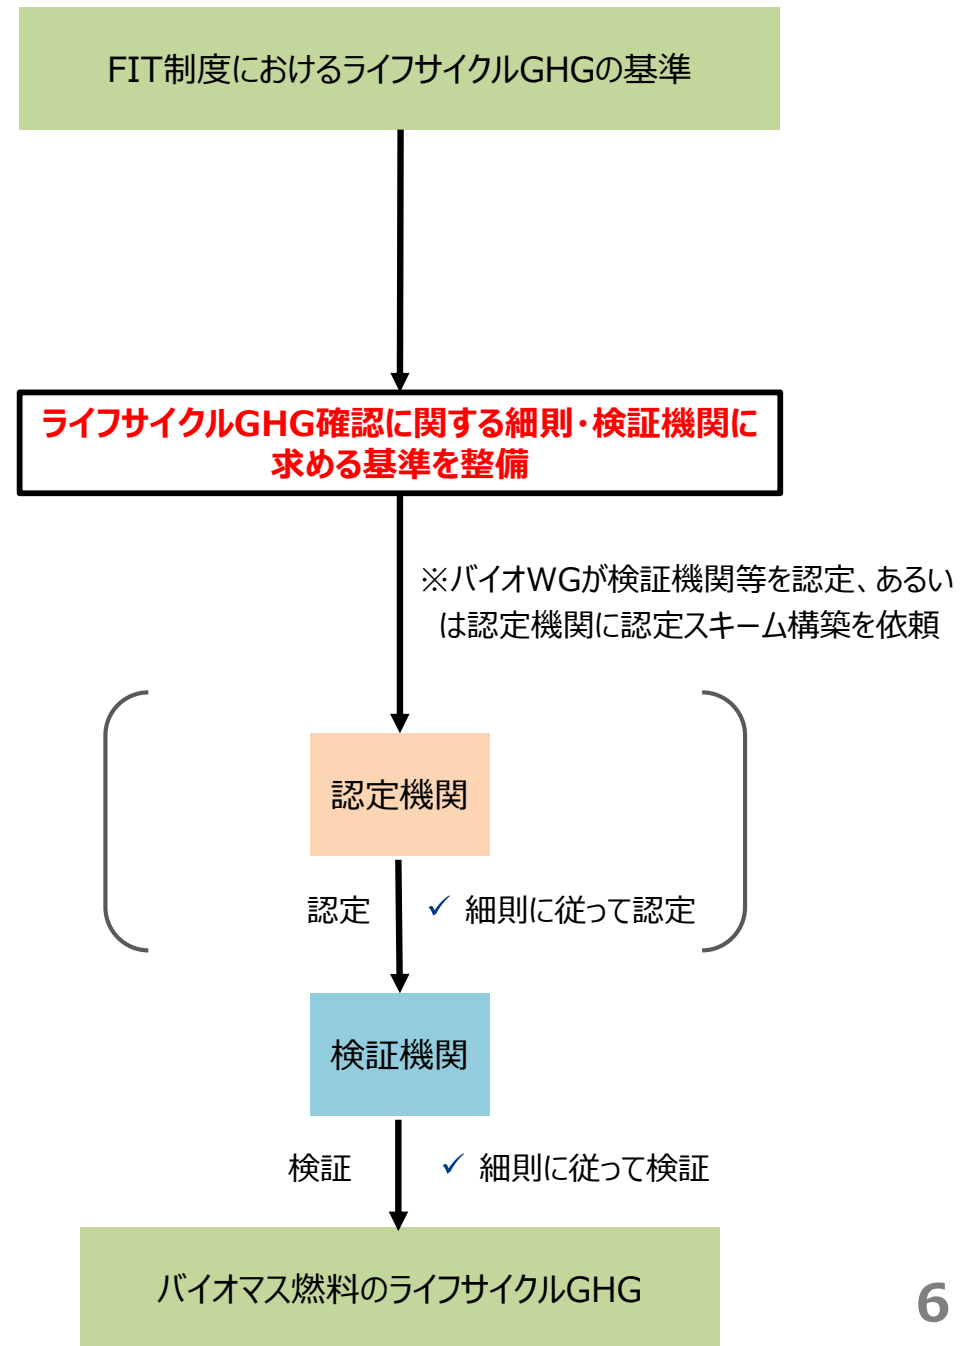 FIT制度におけるライフサイクルGHGの基準
ライフサイクルGHG確認に関する細則・検証機関に
求める基準を整備
※バイオWGが検証機関等を認定、あるい
は認定機関に認定スキーム構築を依頼
認定機関
認定 ✓ 細則に従って認定
検証機関
検証 ✓ 細則に従って検証
バイオマス燃料のライフサイクルGHG
6